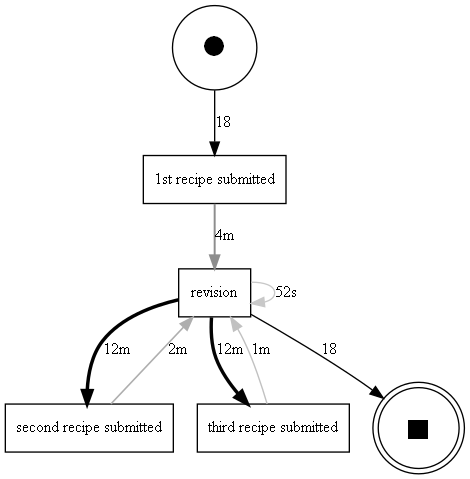 18
1st recipe submitted
4m
revision
52s
12m
2m
12m
1m
18
second recipe submitted
third recipe submitted